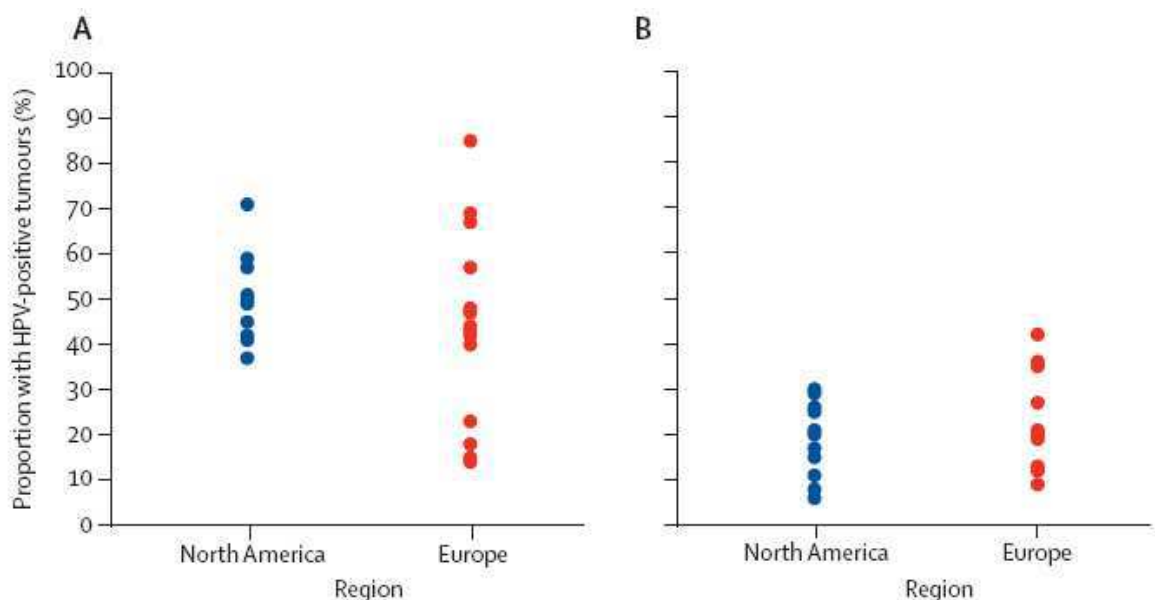 A
B
Proportion with HPV-positive tumours (%)
100
90
80
70
60
50
40
30
20
10
0
North America
Europe
Region
North America
Europe
Region